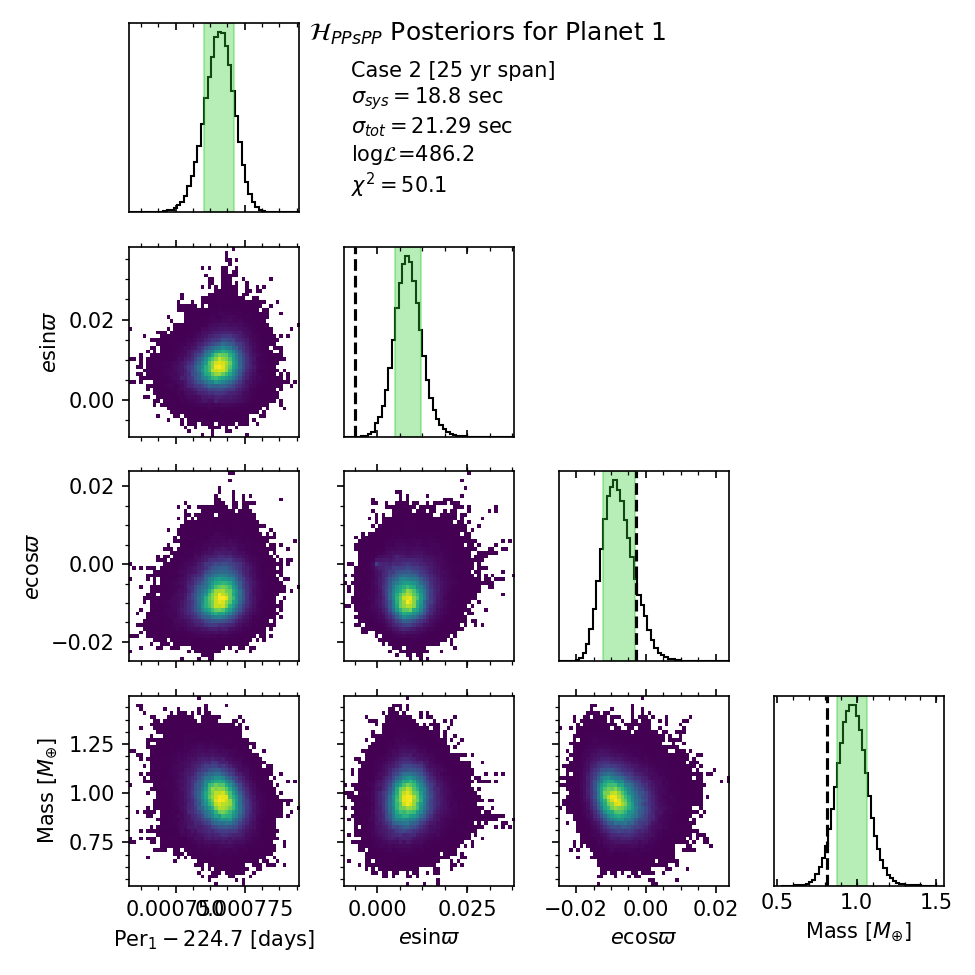 𝓗_PPsPP Posteriors for Planet 1
Case 2 [25 yr span]
σ_sys = 18.8 sec
σ_tot = 21.29 sec
logℒ=486.2
χ² = 50.1
esinϖ
0.02
0.00
ecosϖ
0.02
0.00
−0.02
Mass [M⊕]
1.25
1.00
0.75
0.000750
0.000775
Per₁ − 224.7 [days]
0.000
0.025
esinϖ
−0.02
0.00
0.02
ecosϖ
0.5
1.0
1.5
Mass [M⊕]